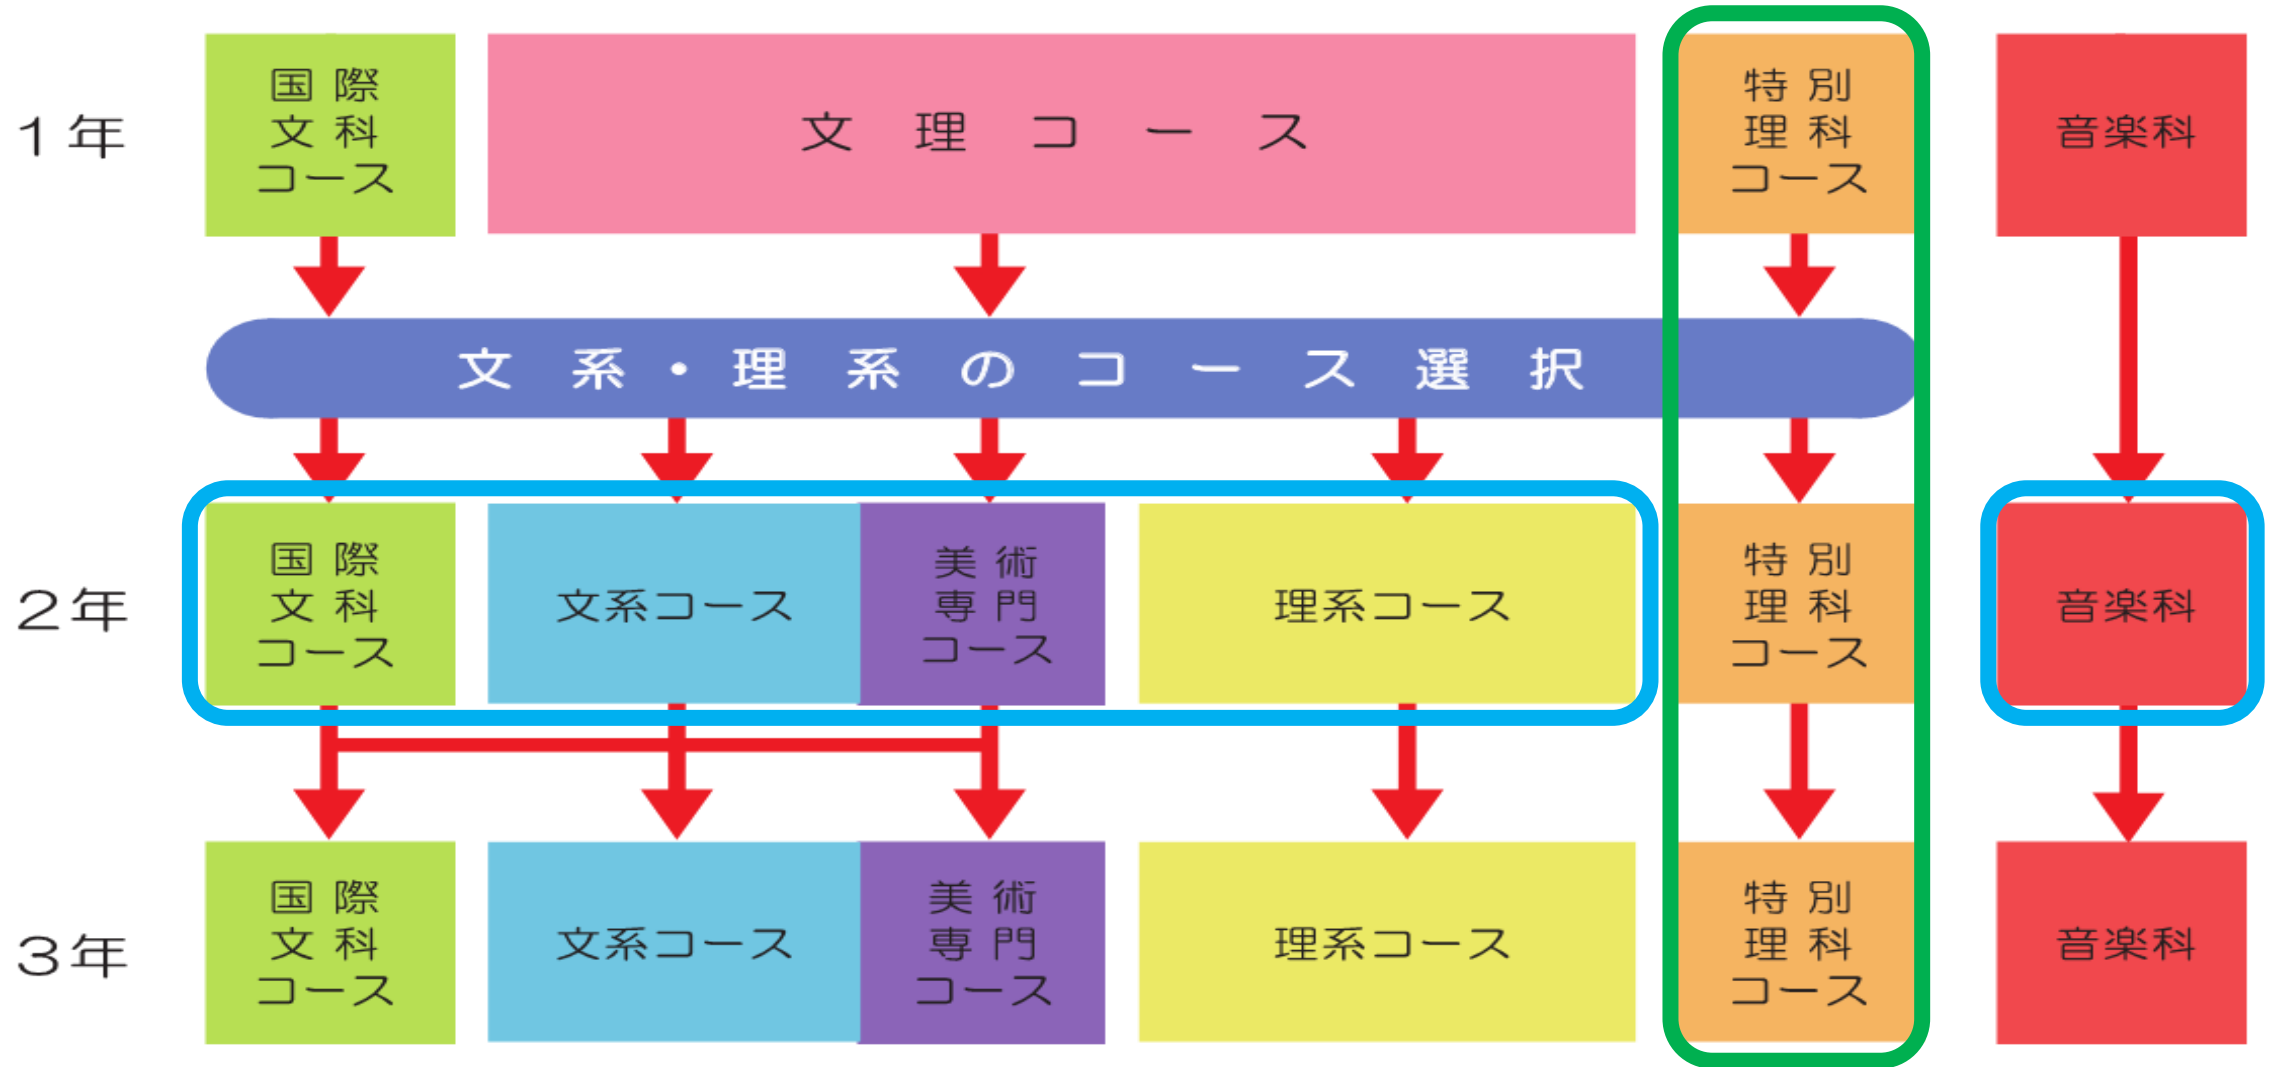 1年
国際
文科
コース
文理コース
特別
理科
コース
音楽科
文系・理系のコース選択
2年
国際
文科
コース
文系コース
美術
専門
コース
理系コース
特別
理科
コース
音楽科
3年
国際
文科
コース
文系コース
美術
専門
コース
理系コース
特別
理科
コース
音楽科